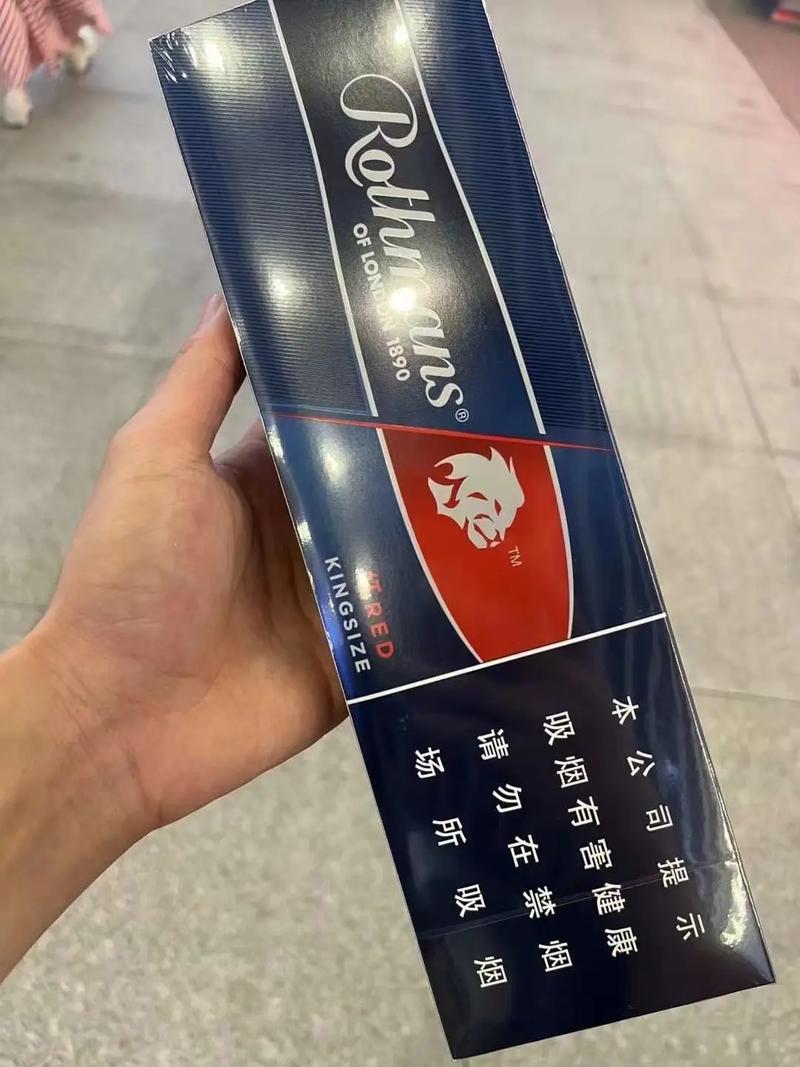 Rothmans®
OF LONDON 1890
TM
RED
KINGSIZE
本公司提示
吸烟有害健康
请勿在禁烟
场所吸烟